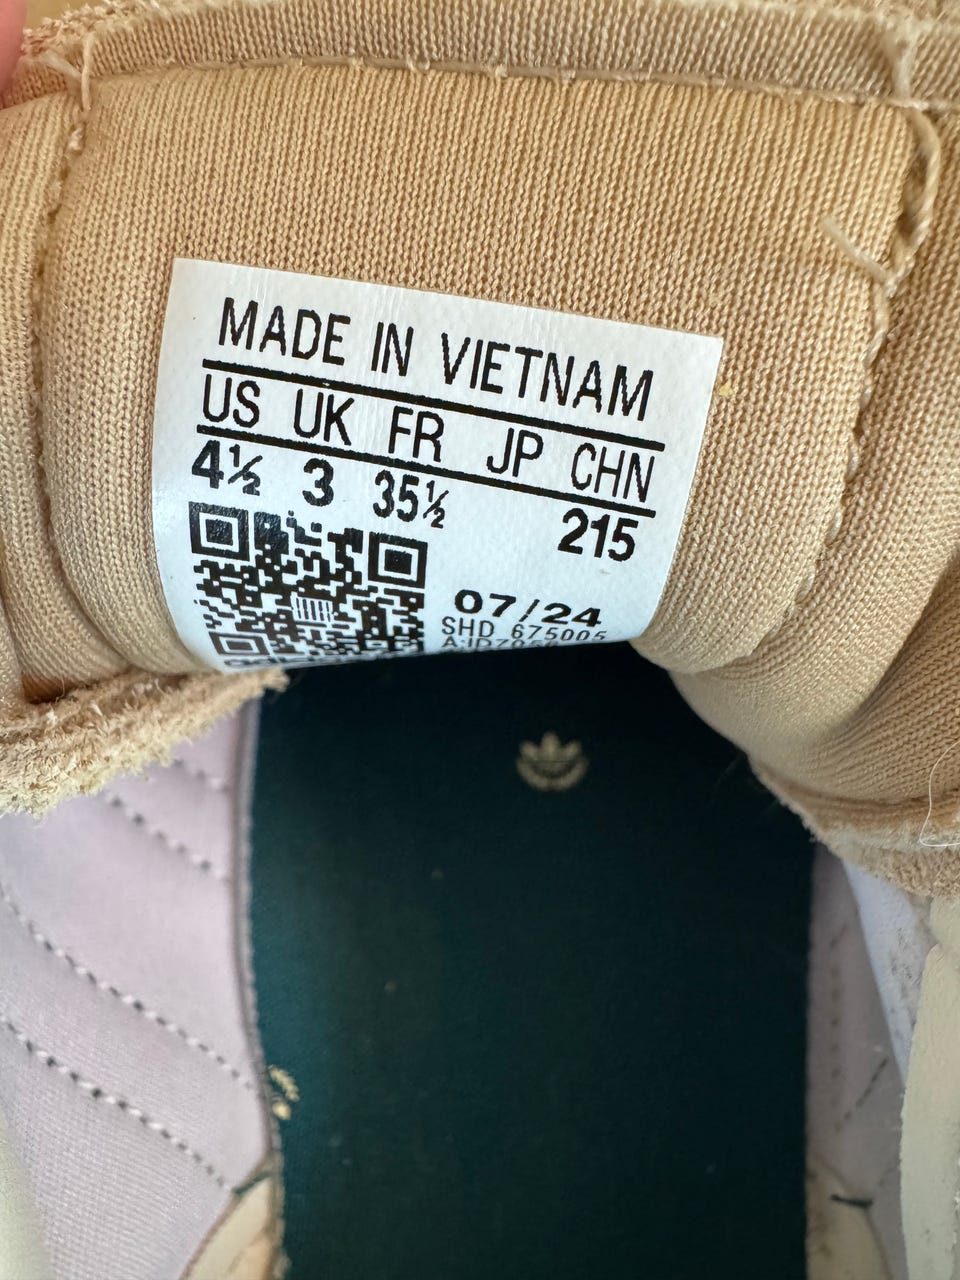 MADE IN VIETNAM
US UK FR JP CHN
4½ 3 35½ 215
07/24
SHD 675005